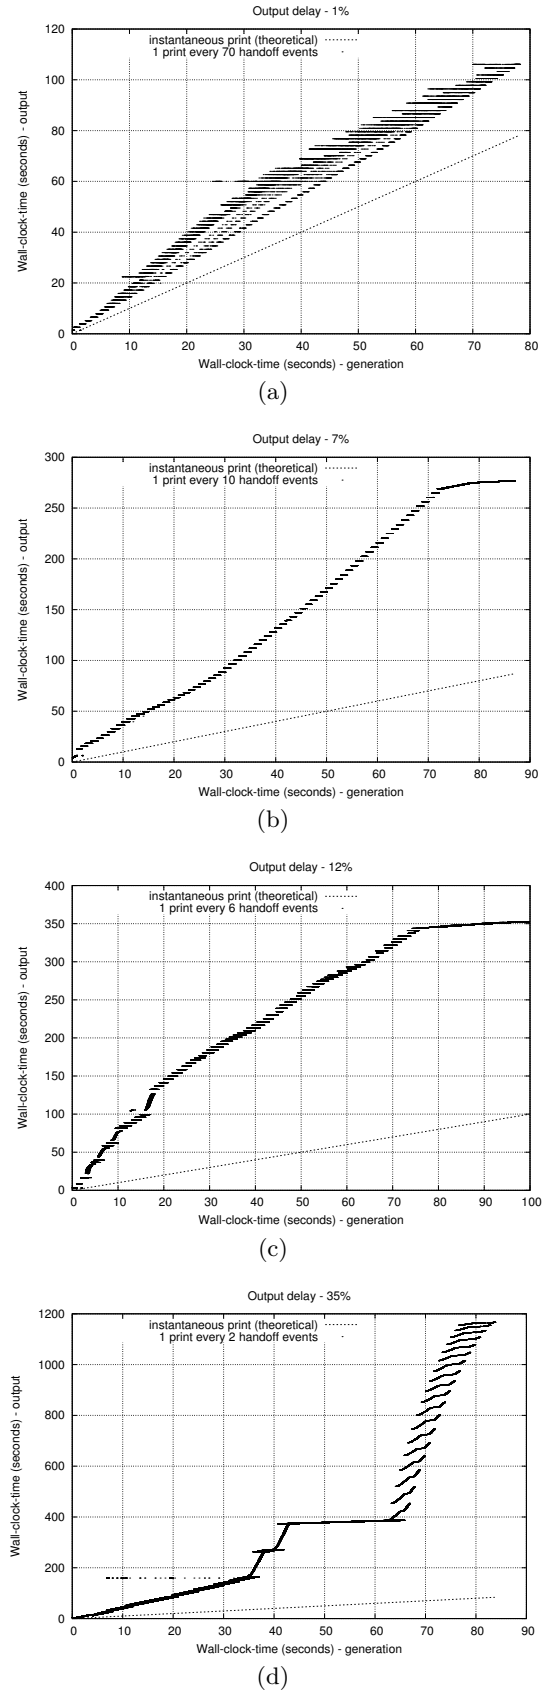 Output delay - 1%
120
100
80
60
40
20
0
instantaneous print (theoretical)
1 print every 70 handoff events
Wall-clock-time (seconds) - output
0 10 20 30 40 50 60 70 80
Wall-clock-time (seconds) - generation
(a)
Output delay - 7%
300
250
200
150
100
50
0
instantaneous print (theoretical)
1 print every 10 handoff events
Wall-clock-time (seconds) - output
0 10 20 30 40 50 60 70 80 90
Wall-clock-time (seconds) - generation
(b)
Output delay - 12%
400
350
300
250
200
150
100
50
0
instantaneous print (theoretical)
1 print every 6 handoff events
Wall-clock-time (seconds) - output
0 10 20 30 40 50 60 70 80 90 100
Wall-clock-time (seconds) - generation
(c)
Output delay - 35%
1200
1000
800
600
400
200
0
instantaneous print (theoretical)
1 print every 2 handoff events
Wall-clock-time (seconds) - output
0 10 20 30 40 50 60 70 80 90
Wall-clock-time (seconds) - generation
(d)